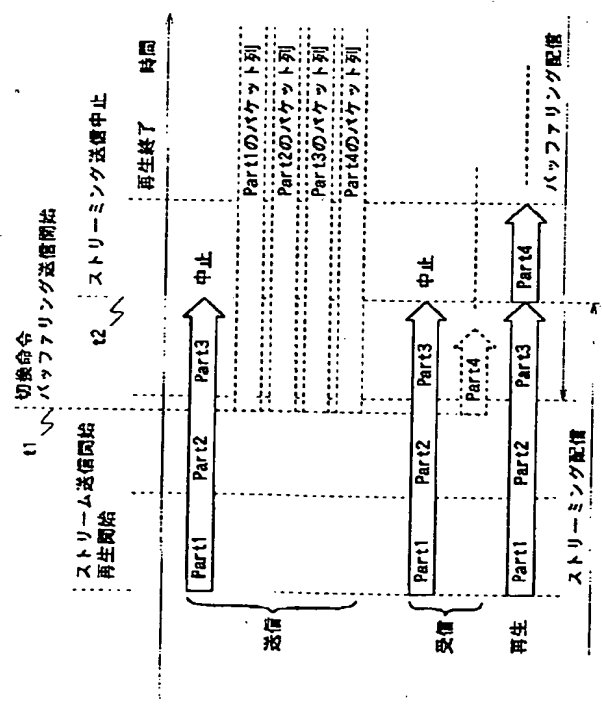 切換命令
バッファリング送信開始
ストリーミング送信中止
t1
t2
ストリーム送信開始
再生開始
再生終了
時間
送信
Part1
Part2
Part3
中止
Part1のパケット列
Part2のパケット列
Part3のパケット列
Part4のパケット列
受信
Part1
Part2
Part3
中止
Part4
再生
Part1
Part2
Part3
Part4
ストリーミング配信
バッファリング配信